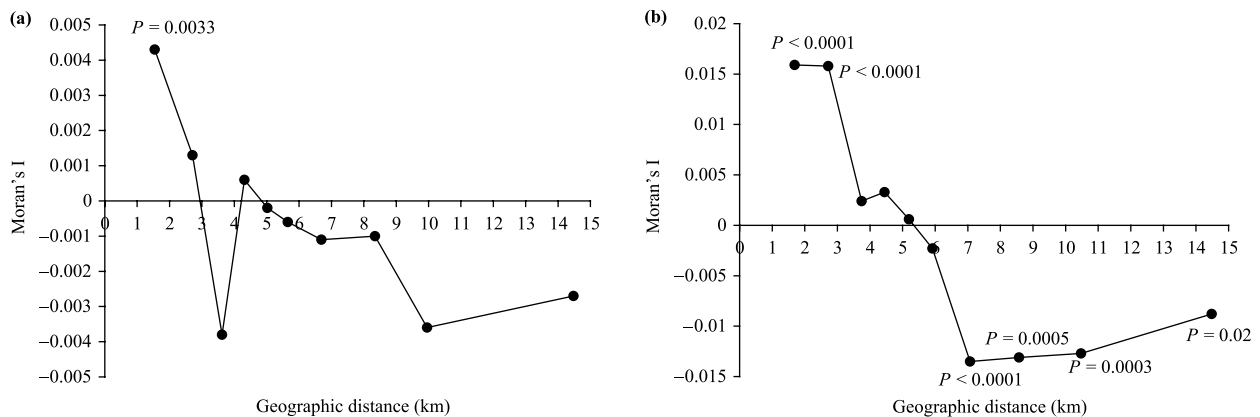 (a)
P = 0.0033
0.005
0.004
0.003
0.002
0.001
0
−0.001
−0.002
−0.003
−0.004
−0.005
0 1 2 3 4 5 6 7 8 9 10 11 12 13 14 15
Moran's I
Geographic distance (km)
(b)
0.02
0.015
0.01
0.005
0
−0.005
−0.01
−0.015
P < 0.0001
P < 0.0001
0 1 2 3 4 5 6 7 8 9 10 11 12 13 14 15
P = 0.0005
P = 0.02
P = 0.0003
P < 0.0001
Moran's I
Geographic distance (km)